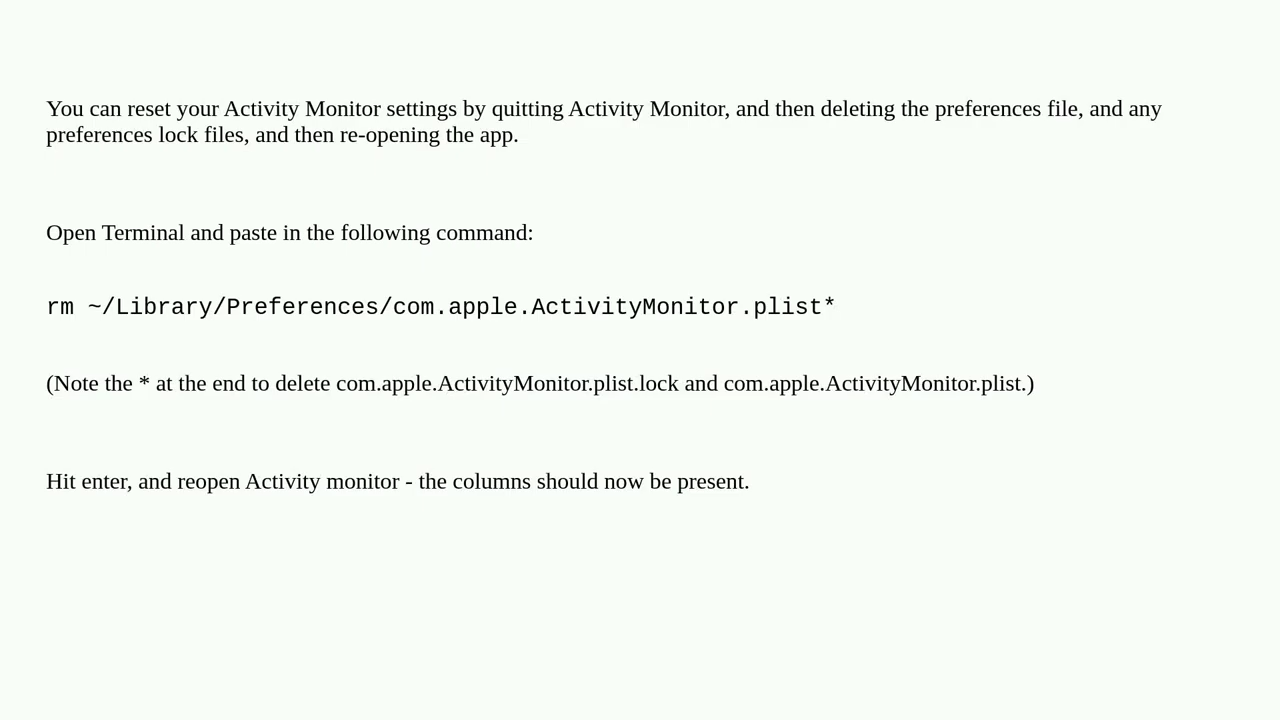 You can reset your Activity Monitor settings by quitting Activity Monitor, and then deleting the preferences file, and any
preferences lock files, and then re-opening the app.
Open Terminal and paste in the following command:
rm ~/Library/Preferences/com.apple.ActivityMonitor.plist*
(Note the * at the end to delete com.apple.ActivityMonitor.plist.lock and com.apple.ActivityMonitor.plist.)
Hit enter, and reopen Activity monitor - the columns should now be present.